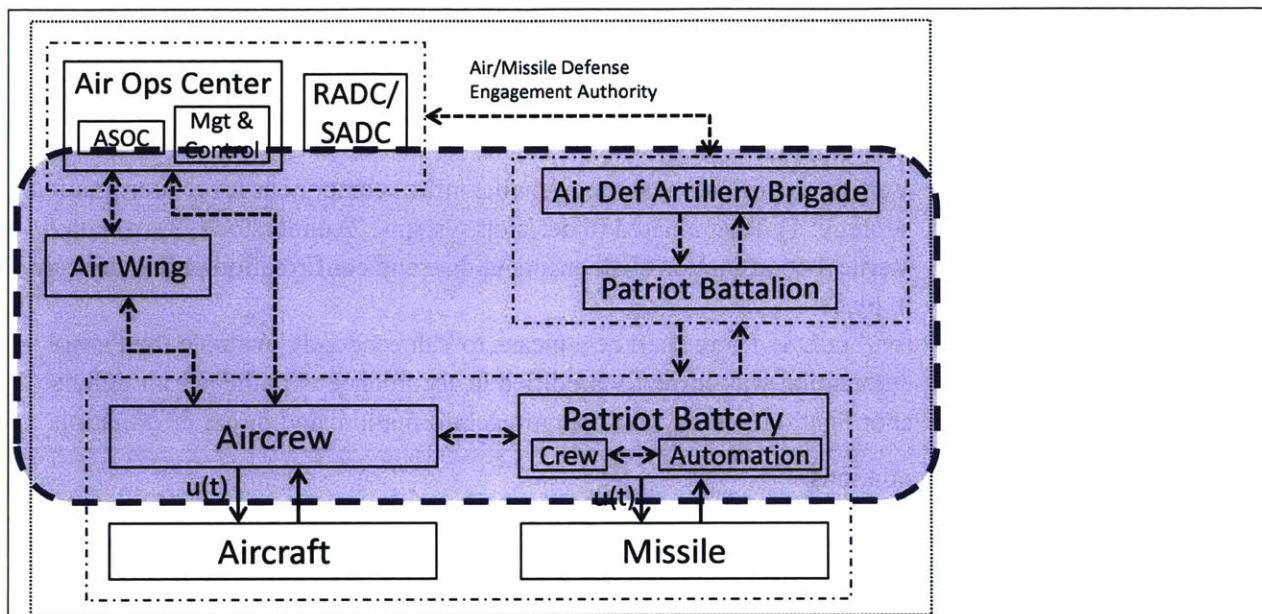 Air Ops Center
ASOC
Mgt &
Control
RADC/
SADC
Air/Missile Defense
Engagement Authority
Air Def Artillery Brigade
Air Wing
Patriot Battalion
Aircrew
Patriot Battery
Crew
Automation
u(t)
u(t)
Aircraft
Missile